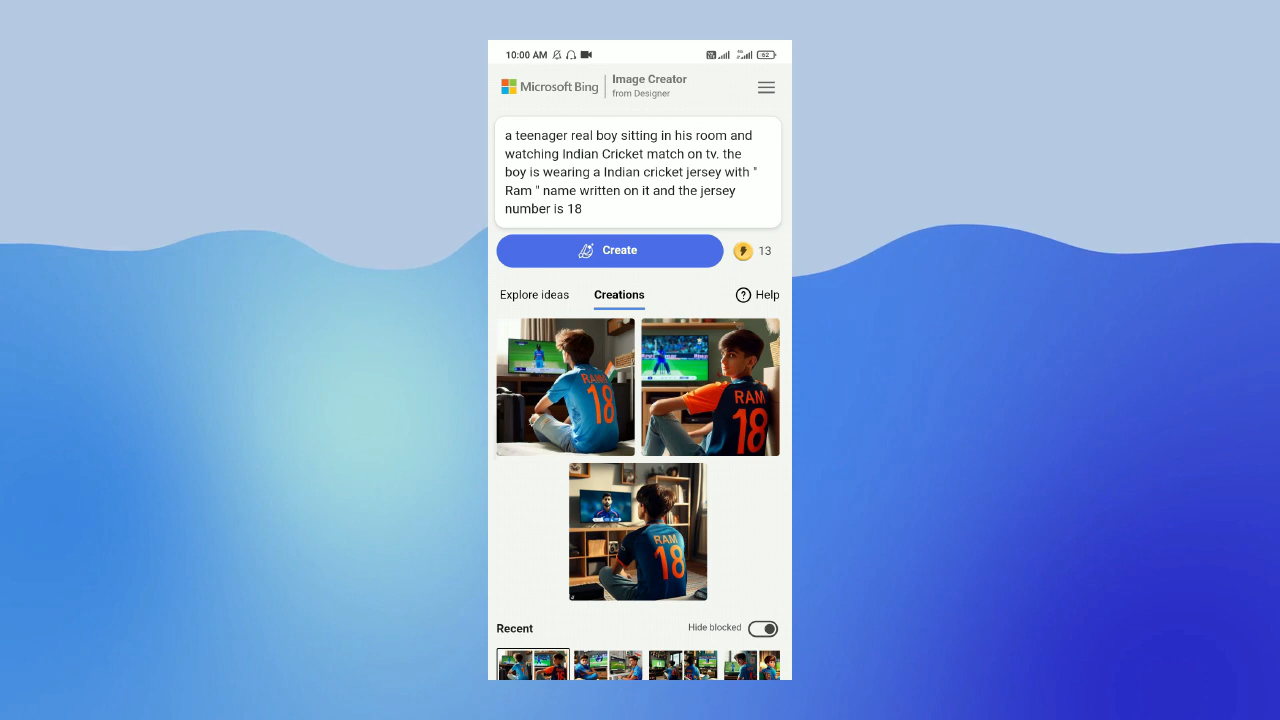 10:00 AM
62
Microsoft Bing
Image Creator
from Designer
a teenager real boy sitting in his room and
watching Indian Cricket match on tv. the
boy is wearing a Indian cricket jersey with "
Ram " name written on it and the jersey
number is 18
Create
13
Explore ideas
Creations
Help
RAM
18
RAM
18
RAM
18
Recent
Hide blocked